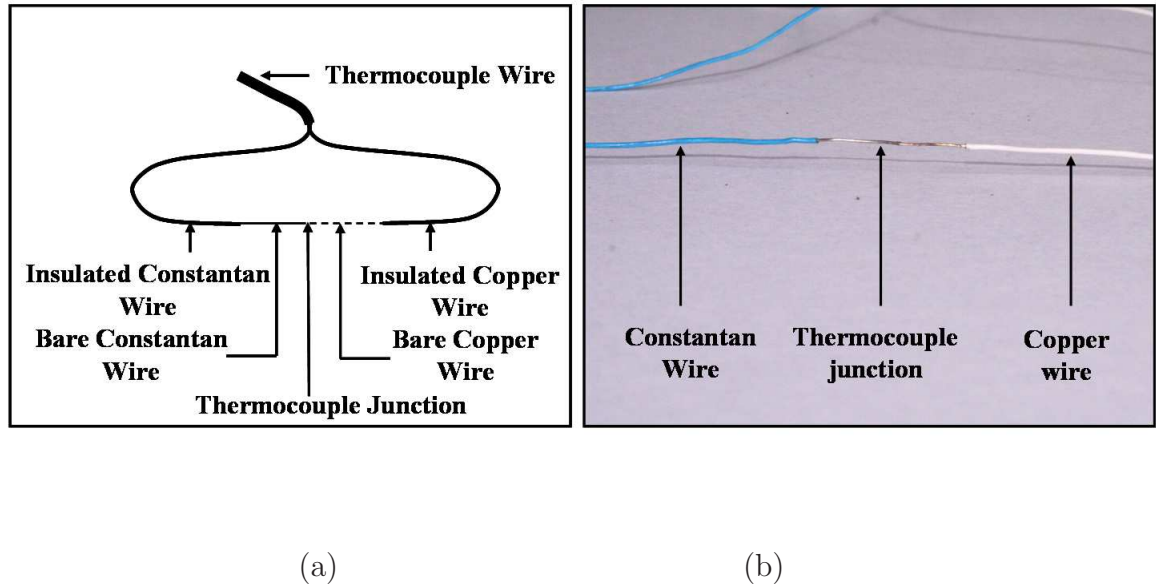 Thermocouple Wire
Insulated Constantan
Wire
Insulated Copper
Wire
Bare Constantan
Wire
Bare Copper
Wire
Thermocouple Junction
Constantan
Wire
Thermocouple
junction
Copper
wire
(a)
(b)